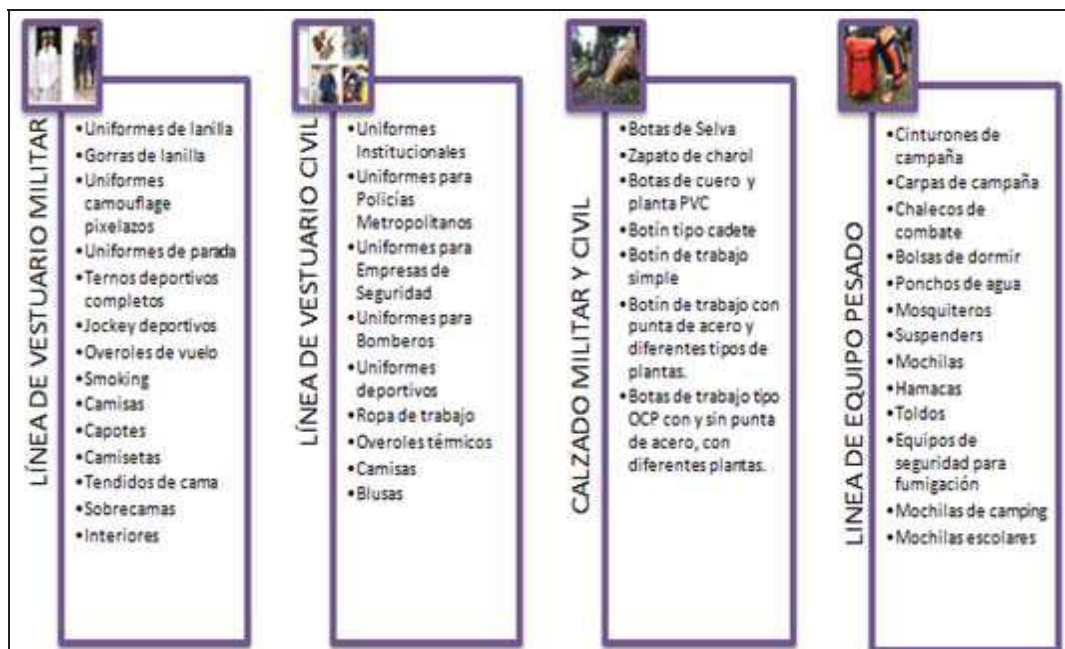 LÍNEA DE VESTUARIO MILITAR
•Uniformes de lanilla
•Gorras de lanilla
•Uniformes
camouflage
pixelazos
•Uniformes de parada
•Ternos deportivos
completos
•Jockey deportivos
•Overoles de vuelo
•Smoking
•Camisas
•Capotes
•Camisetas
•Tendidos de cama
•Sobrecamas
•Interiores
LÍNEA DE VESTUARIO CIVIL
•Uniformes
Institucionales
•Uniformes para
Policías
Metropolitanos
•Uniformes para
Empresas de
Seguridad
•Uniformes para
Bomberos
•Uniformes
deportivos
•Ropa de trabajo
•Overoles térmicos
•Camisas
•Blusas
CALZADO MILITAR Y CIVIL
•Botas de Selva
•Zapato de charol
•Botas de cuero y
planta PVC
•Botín tipo cadete
•Botín de trabajo
simple
•Botín de trabajo con
punta de acero y
diferentes tipos de
plantas.
•Botas de trabajo tipo
OCP con y sin punta
de acero, con
diferentes plantas.
LINEA DE EQUIPO PESADO
•Cinturones de
campaña
•Carpas de campaña
•Chalecos de
combate
•Bolsas de dormir
•Ponchos de agua
•Mosquiteros
•Suspenders
•Mochilas
•Hamacas
•Toldos
•Equipos de
seguridad para
fumigación
•Mochilas de camping
•Mochilas escolares